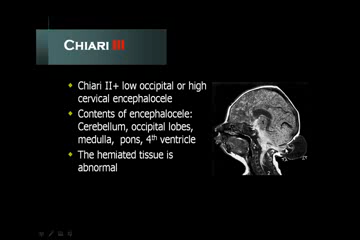 CHIARI III
Chiari II+ low occipital or high
cervical encephalocele
Contents of encephalocele:
Cerebellum, occipital lobes,
medulla, pons, 4th ventricle
The herniated tissue is
abnormal